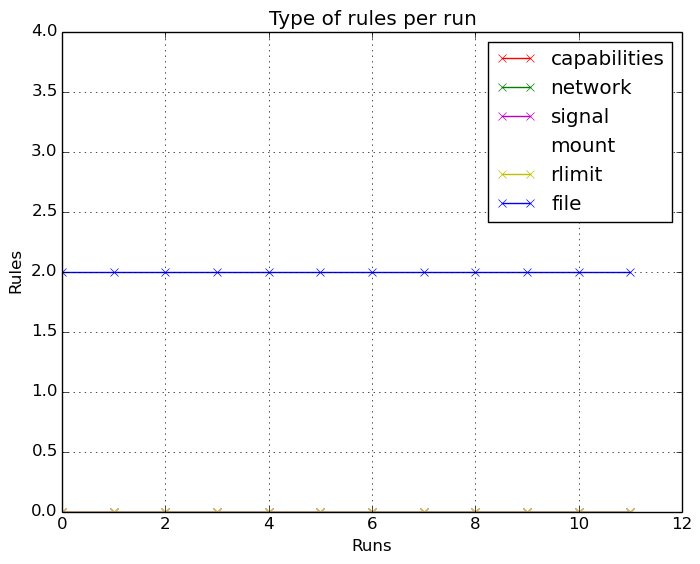 Type of rules per run
4.0
3.5
3.0
2.5
2.0
1.5
1.0
0.5
0.0
Rules
capabilities
network
signal
mount
rlimit
file
0 2 4 6 8 10 12
Runs